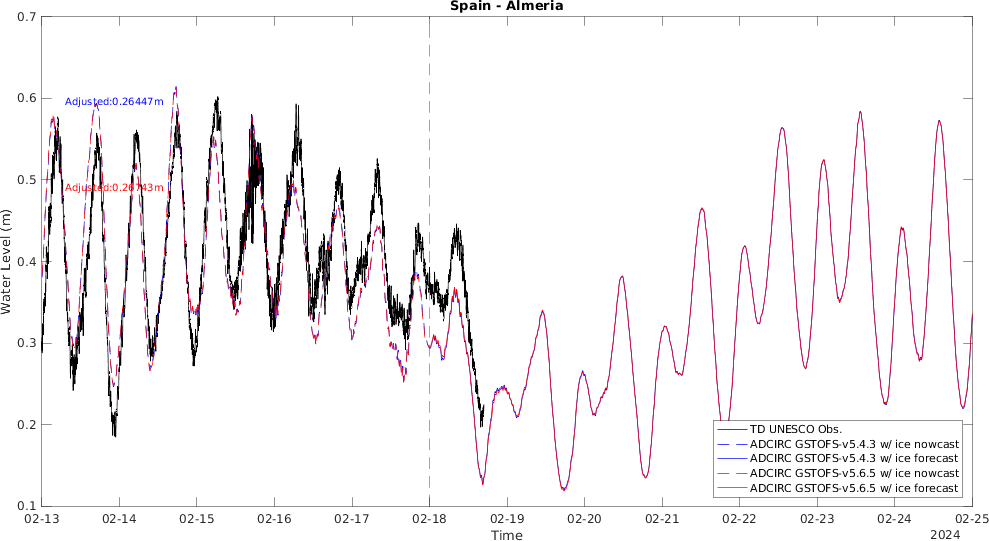 Spain - Almeria
0.7
0.6
0.5
0.4
0.3
0.2
0.1
Water Level (m)
Adjusted:0.26447m
Adjusted:0.26743m
TD UNESCO Obs.
ADCIRC GSTOFS-v5.4.3 w/ ice nowcast
ADCIRC GSTOFS-v5.4.3 w/ ice forecast
ADCIRC GSTOFS-v5.6.5 w/ ice nowcast
ADCIRC GSTOFS-v5.6.5 w/ ice forecast
02-13 02-14 02-15 02-16 02-17 02-18 02-19 02-20 02-21 02-22 02-23 02-24 02-25
Time
2024